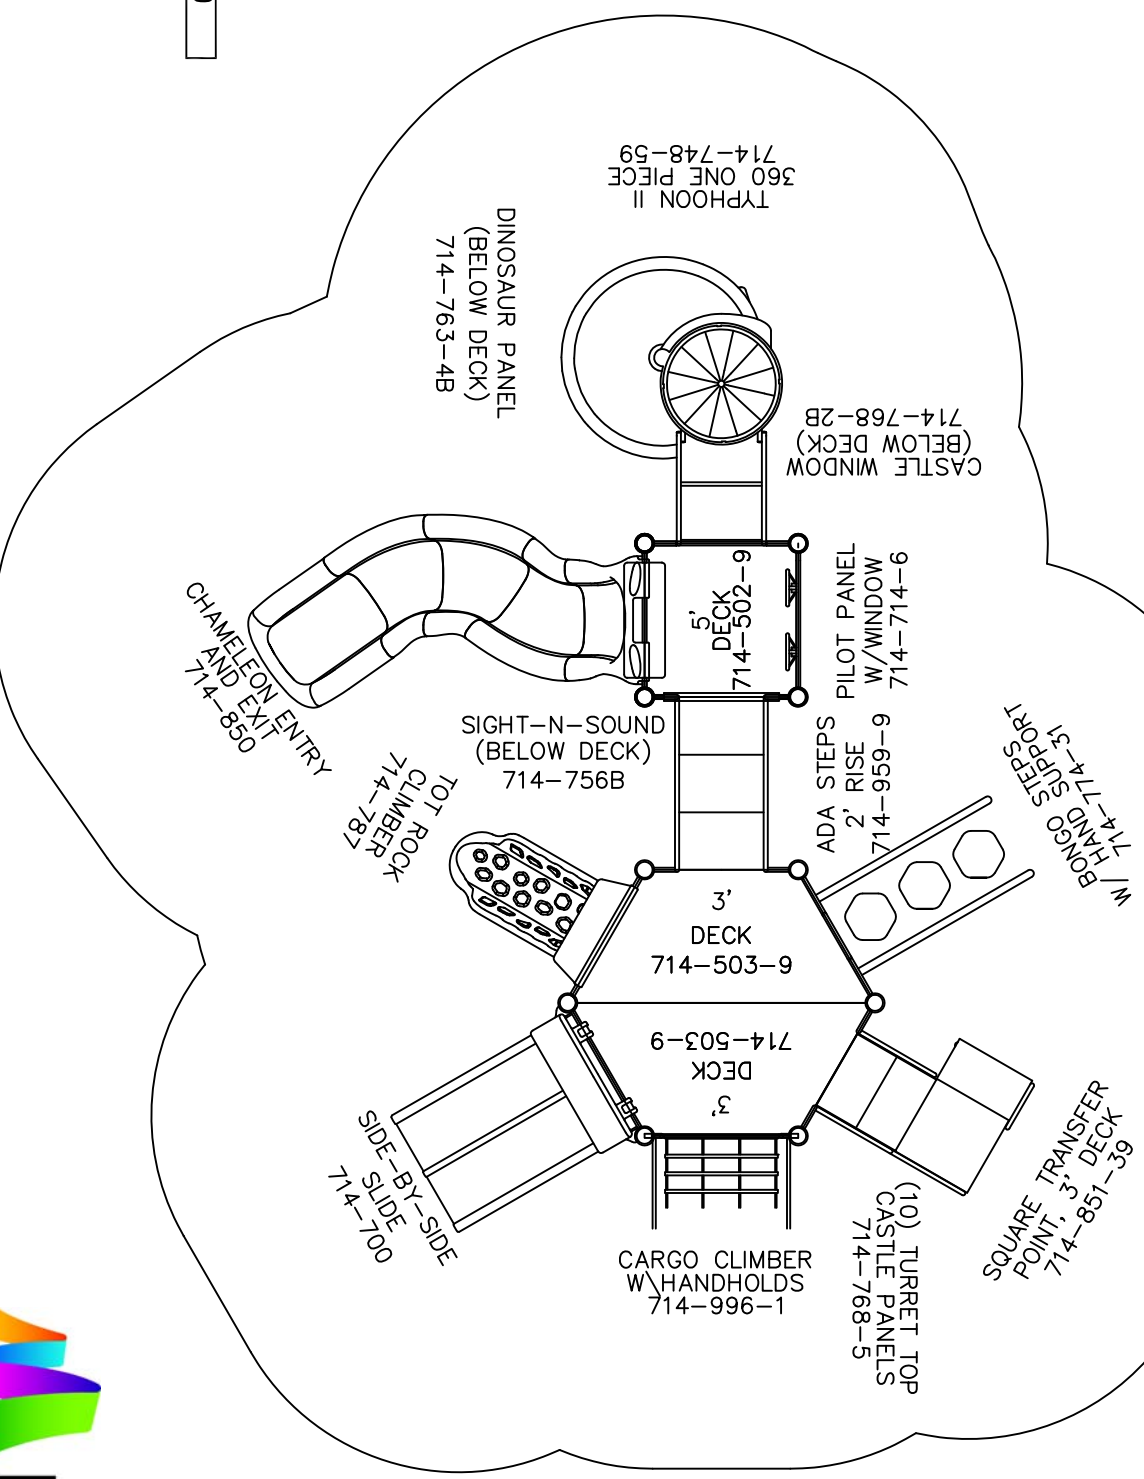 TYPHOON II
360 ONE PIECE
714-748-59
DINOSAUR PANEL
(BELOW DECK)
714-763-4B
CASTLE WINDOW
(BELOW DECK)
714-768-2B
5'
DECK
714-502-9
PILOT PANEL
W/WINDOW
714-714-6
CHAMELEON ENTRY
AND EXIT
714-850
SIGHT-N-SOUND
(BELOW DECK)
714-756B
ADA STEPS
2' RISE
714-959-9
TOT ROCK
CLIMBER
714-787
BONGO STEPS
W/ HAND SUPPORT
714-774-31
3'
DECK
714-503-9
3'
DECK
714-503-9
SIDE-BY-SIDE
SLIDE
714-700
CARGO CLIMBER
W\HANDHOLDS
714-996-1
(10) TURRET TOP
CASTLE PANELS
714-768-5
SQUARE TRANSFER
POINT, 3' DECK
714-851-39